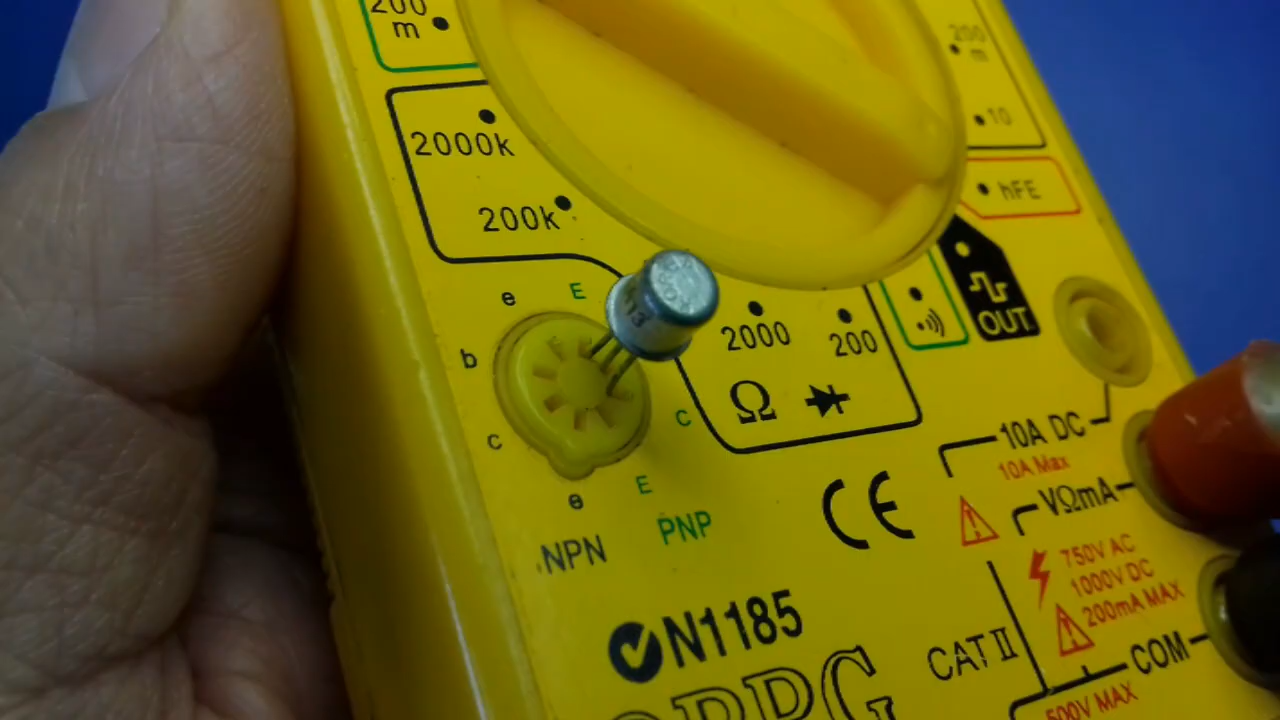 200
m
200
m
2000k
10
200k
hFE
e
E
b
2000
200
OUT
Ω
c
C
10A DC
10A Max
VΩmA
e
E
CE
NPN
PNP
750V AC
1000V DC
200mA MAX
N1185
CAT II
COM
500V MAX